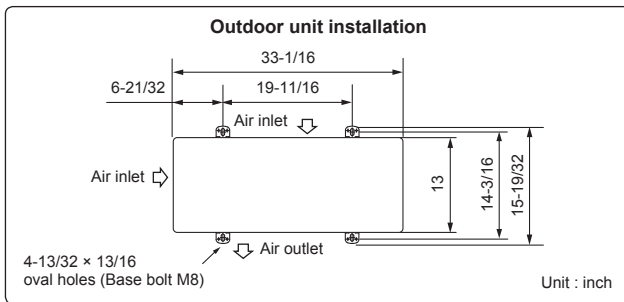 Outdoor unit installation
33-1/16
6-21/32
19-11/16
Air inlet
Air inlet
13
14-3/16
15-19/32
Air outlet
4-13/32 × 13/16
oval holes (Base bolt M8)
Unit : inch